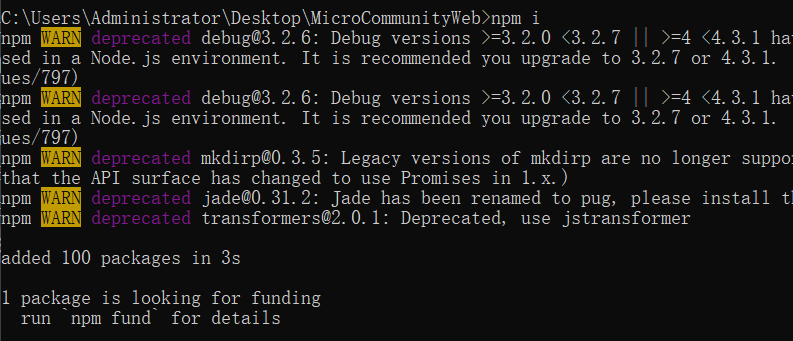 C:\Users\Administrator\Desktop\MicroCommunityWeb>npm i
npm WARN deprecated debug@3.2.6: Debug versions >=3.2.0 <3.2.7 || >=4 <4.3.1 ha
sed in a Node.js environment. It is recommended you upgrade to 3.2.7 or 4.3.1.
ues/797)
npm WARN deprecated debug@3.2.6: Debug versions >=3.2.0 <3.2.7 || >=4 <4.3.1 ha
sed in a Node.js environment. It is recommended you upgrade to 3.2.7 or 4.3.1.
ues/797)
npm WARN deprecated mkdirp@0.3.5: Legacy versions of mkdirp are no longer suppo
that the API surface has changed to use Promises in 1.x.)
npm WARN deprecated jade@0.31.2: Jade has been renamed to pug, please install th
npm WARN deprecated transformers@2.0.1: Deprecated, use jstransformer
added 100 packages in 3s
1 package is looking for funding
run `npm fund` for details